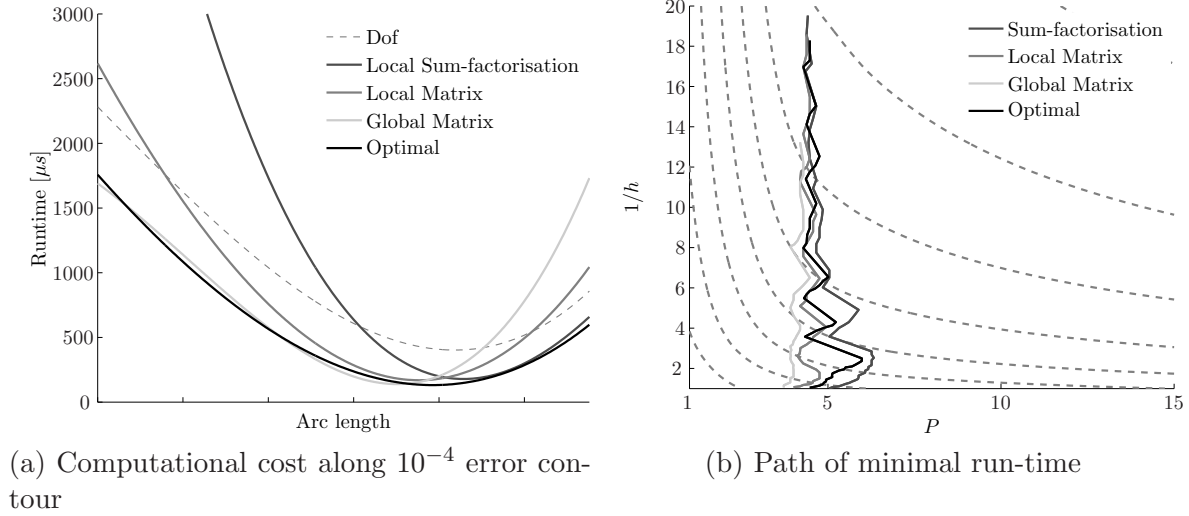 3000
2500
2000
1500
1000
500
0
Runtime [μs]
Arc length
Dof
Local Sum-factorisation
Local Matrix
Global Matrix
Optimal
(a) Computational cost along 10⁻⁴ error con-
tour
20
18
16
14
12
10
8
6
4
2
1/h
1
5
10
15
P
Sum-factorisation
Local Matrix
Global Matrix
Optimal
(b) Path of minimal run-time